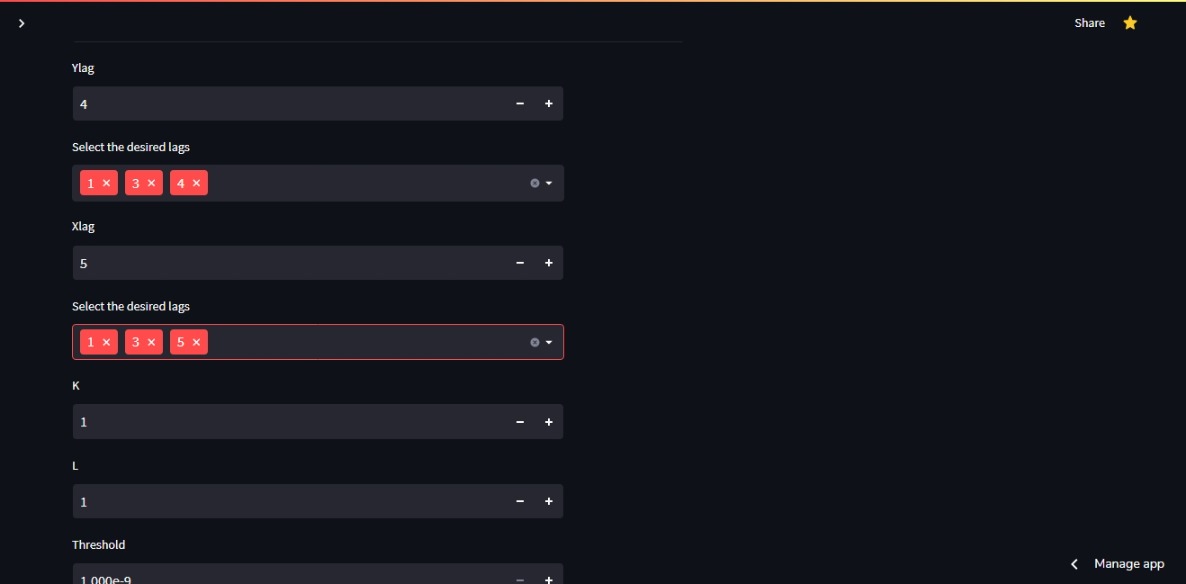 Share
Ylag
4
Select the desired lags
1 3 4
Xlag
5
Select the desired lags
1 3 5
K
1
L
1
Threshold
1.000e-9
Manage app